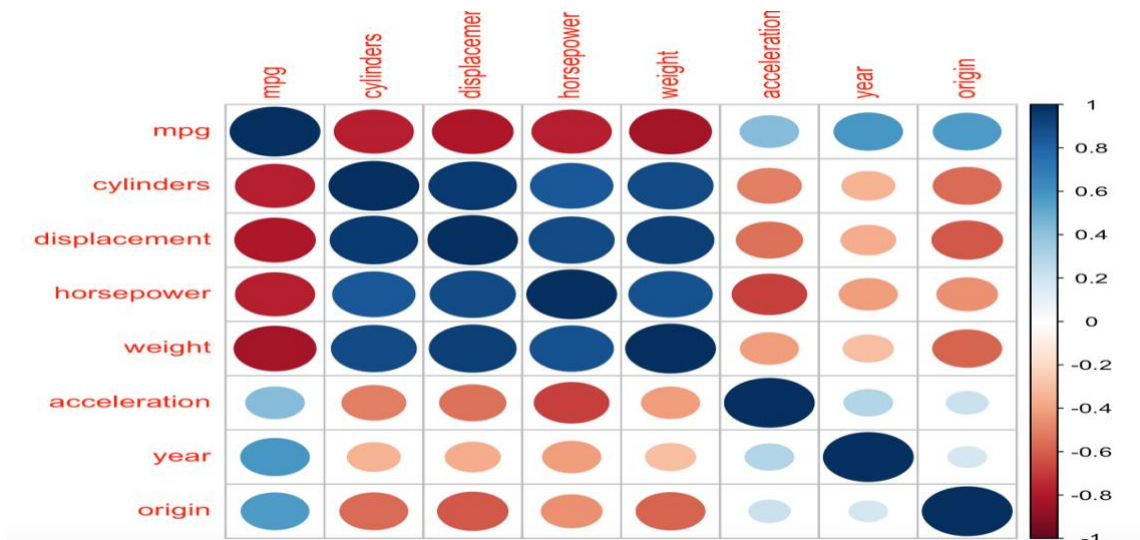 mpg
cylinders
displacemer
horsepower
weight
acceleration
year
origin
mpg
cylinders
displacement
horsepower
weight
acceleration
year
origin
1
0.8
0.6
0.4
0.2
0
-0.2
-0.4
-0.6
-0.8
-1